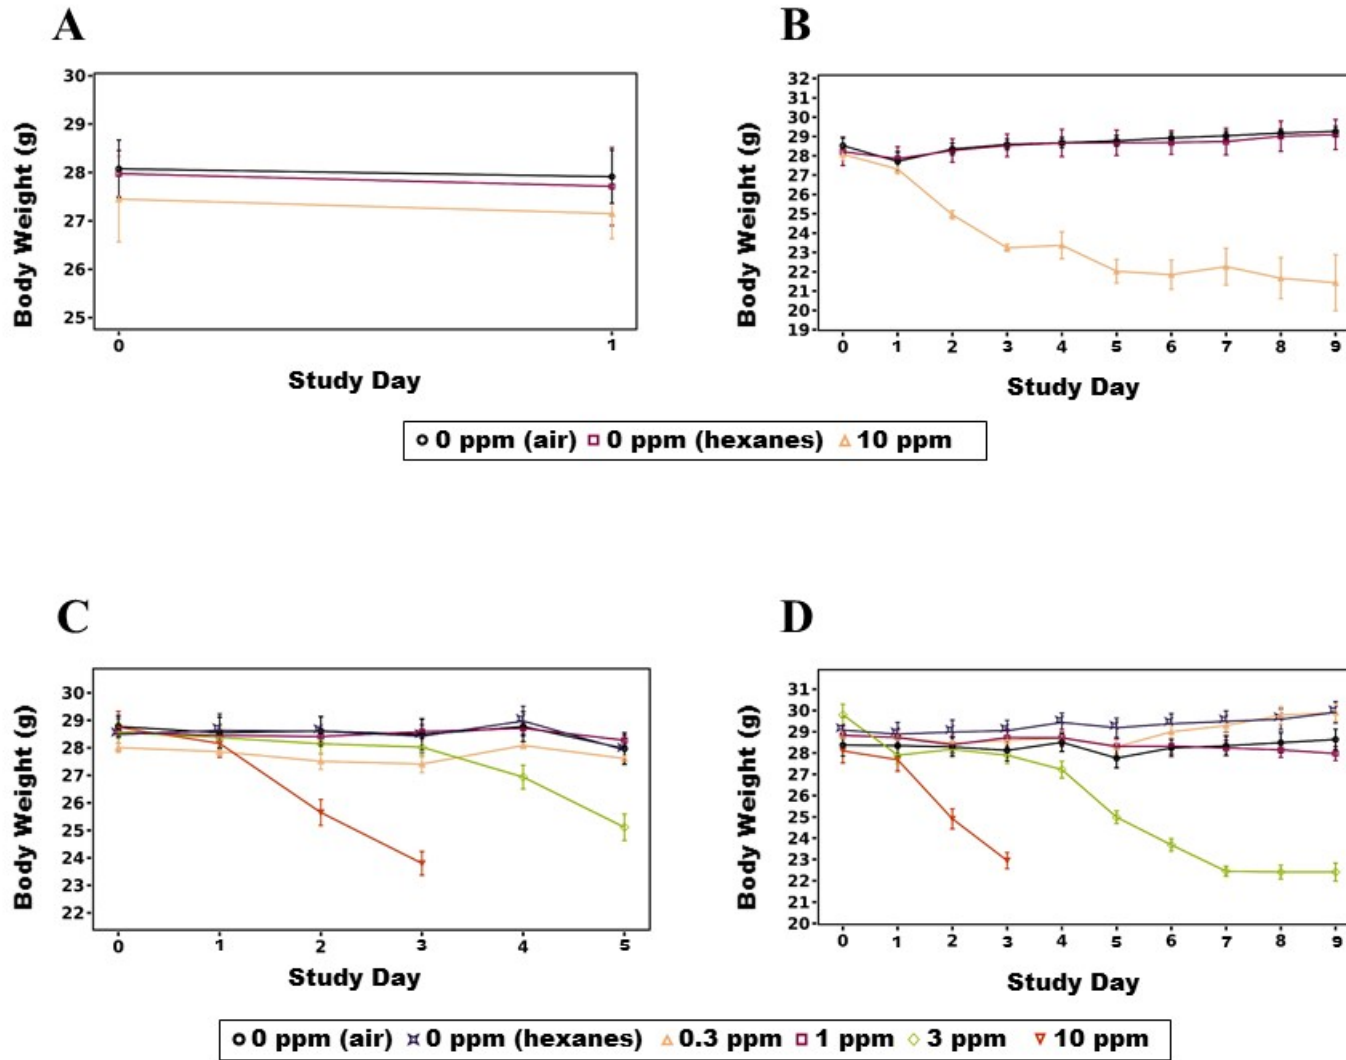 A
30
29
28
27
26
25
Body Weight (g)
0 1
Study Day
B
32
31
30
29
28
27
26
25
24
23
22
21
20
19
Body Weight (g)
0 1 2 3 4 5 6 7 8 9
Study Day
0 ppm (air) 0 ppm (hexanes) 10 ppm
C
30
29
28
27
26
25
24
23
22
Body Weight (g)
0 1 2 3 4 5
Study Day
D
31
30
29
28
27
26
25
24
23
22
21
20
Body Weight (g)
0 1 2 3 4 5 6 7 8 9
Study Day
0 ppm (air) 0 ppm (hexanes) 0.3 ppm 1 ppm 3 ppm 10 ppm